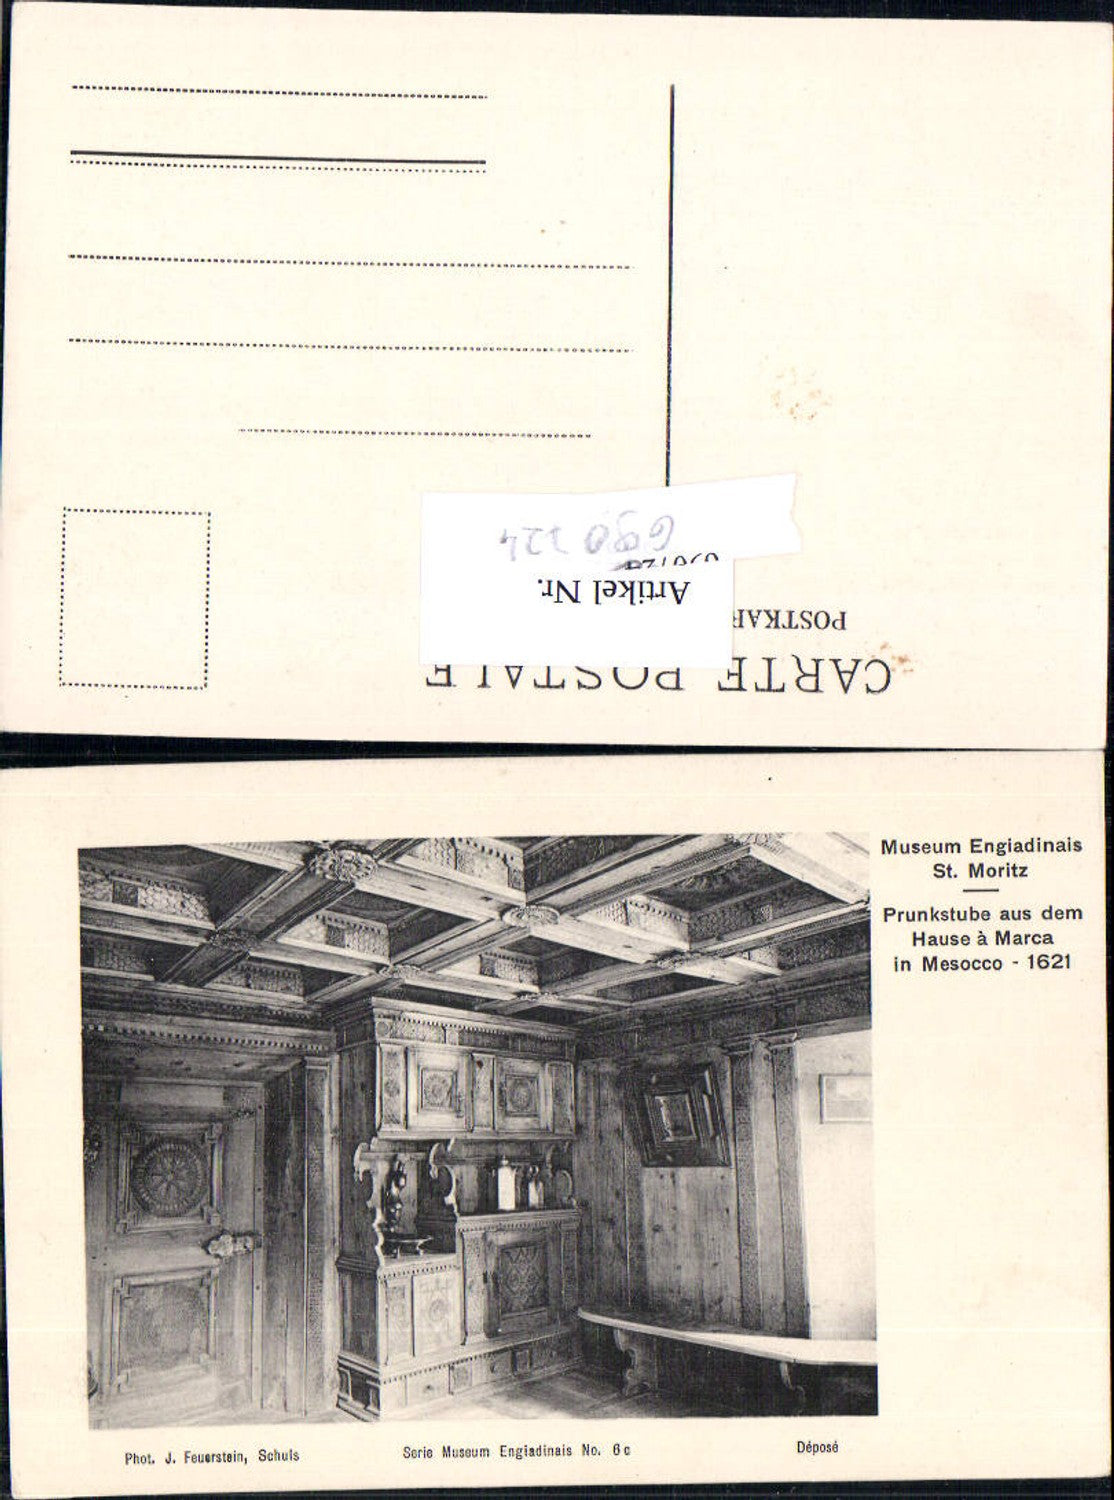 CARTE POSTALE
POSTKAR
Artikel Nr.
690724
Museum Engiadinais
St. Moritz
Prunkstube aus dem
Hause à Marca
in Mesocco - 1621
Phot. J. Feuerstein, Schuls
Serie Museum Engiadinais No. 6c
Déposé